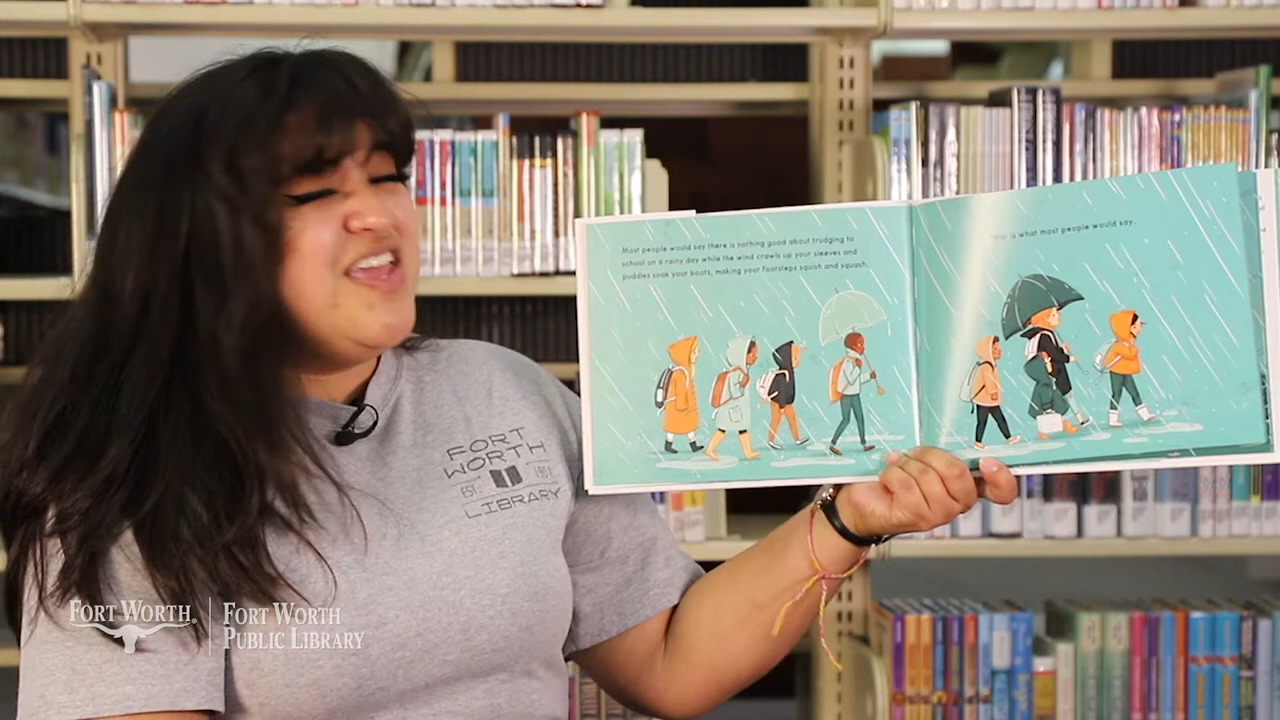 Most people would say there is nothing good about trudging to
school on a rainy day while the wind crawls up your sleeves and
puddles soak your boots, making your footsteps squish and squash.
is what most people would say.
FORT
WORTH
EST. 1901
LIBRARY
FORT WORTH®
FORT WORTH
PUBLIC LIBRARY